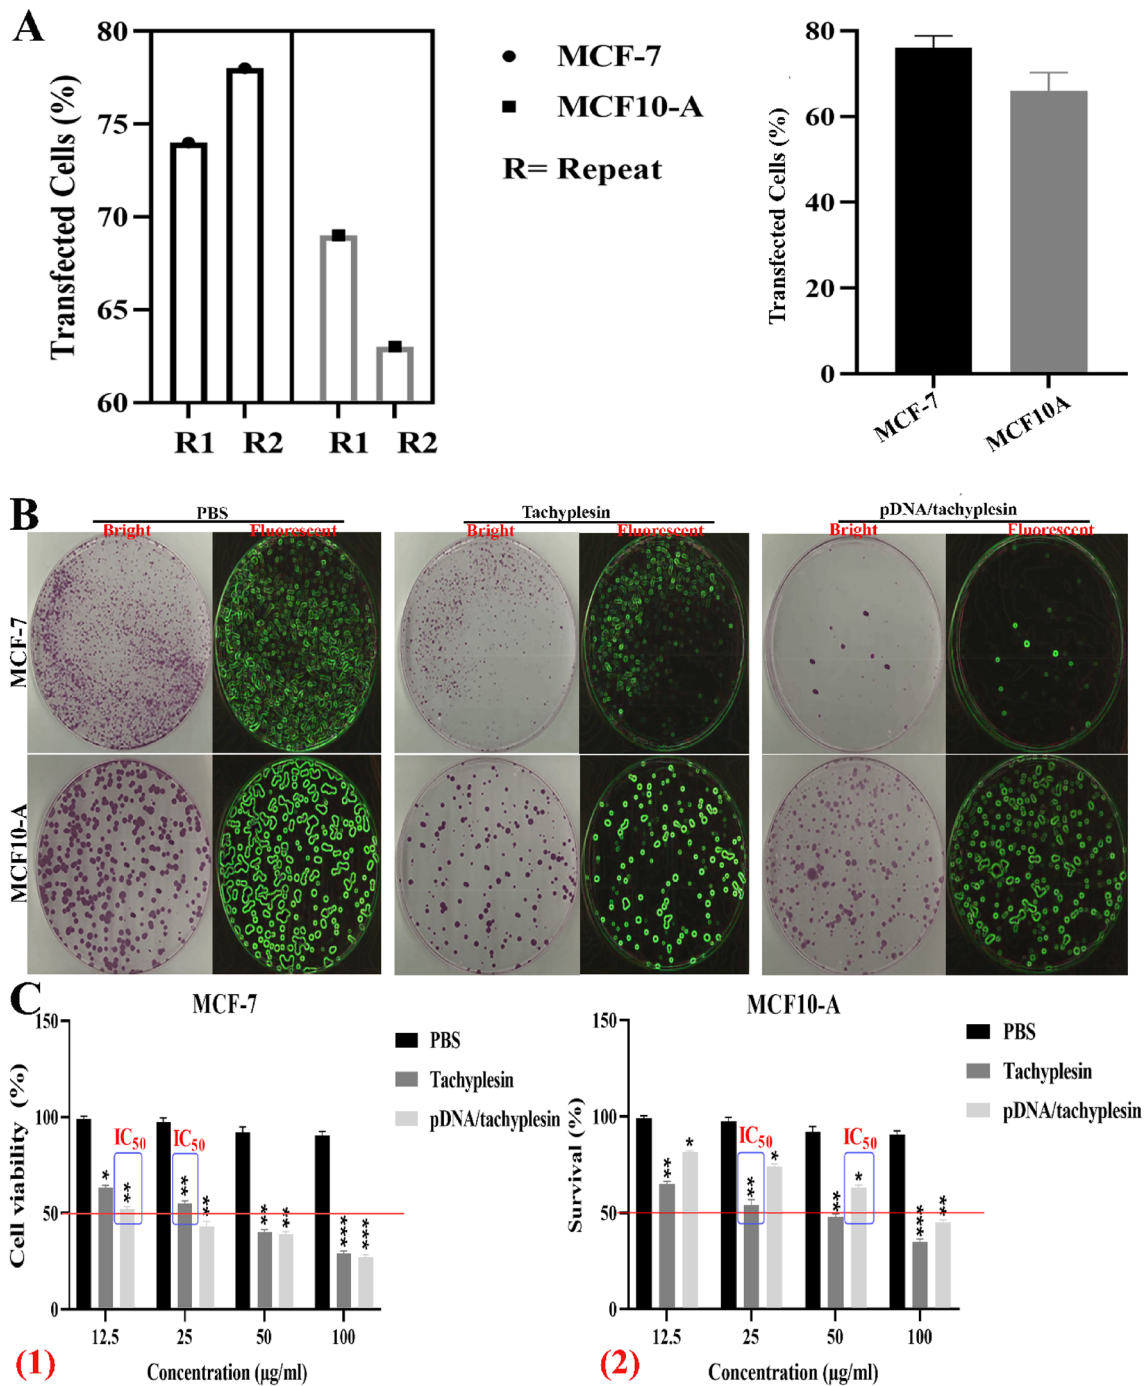 A
Transfected Cells (%)
80
75
70
65
60
R1 R2 R1 R2
MCF-7
MCF10-A
R= Repeat
Transfected Cells (%)
80
60
40
20
0
MCF-7
MCF10A
B
PBS
Tachyplesin
pDNA/tachyplesin
Bright
Fluorescent
Bright
Fluorescent
Bright
Fluorescent
MCF-7
MCF10-A
C
MCF-7
Cell viability (%)
150
100
50
0
PBS
Tachyplesin
pDNA/tachyplesin
IC50
IC50
* ** ** ** ** ** *** ***
12.5 25 50 100
Concentration (µg/ml)
(1)
MCF10-A
Survival (%)
150
100
50
0
PBS
Tachyplesin
pDNA/tachyplesin
IC50
IC50
** * ** * ** * *** **
12.5 25 50 100
Concentration (µg/ml)
(2)